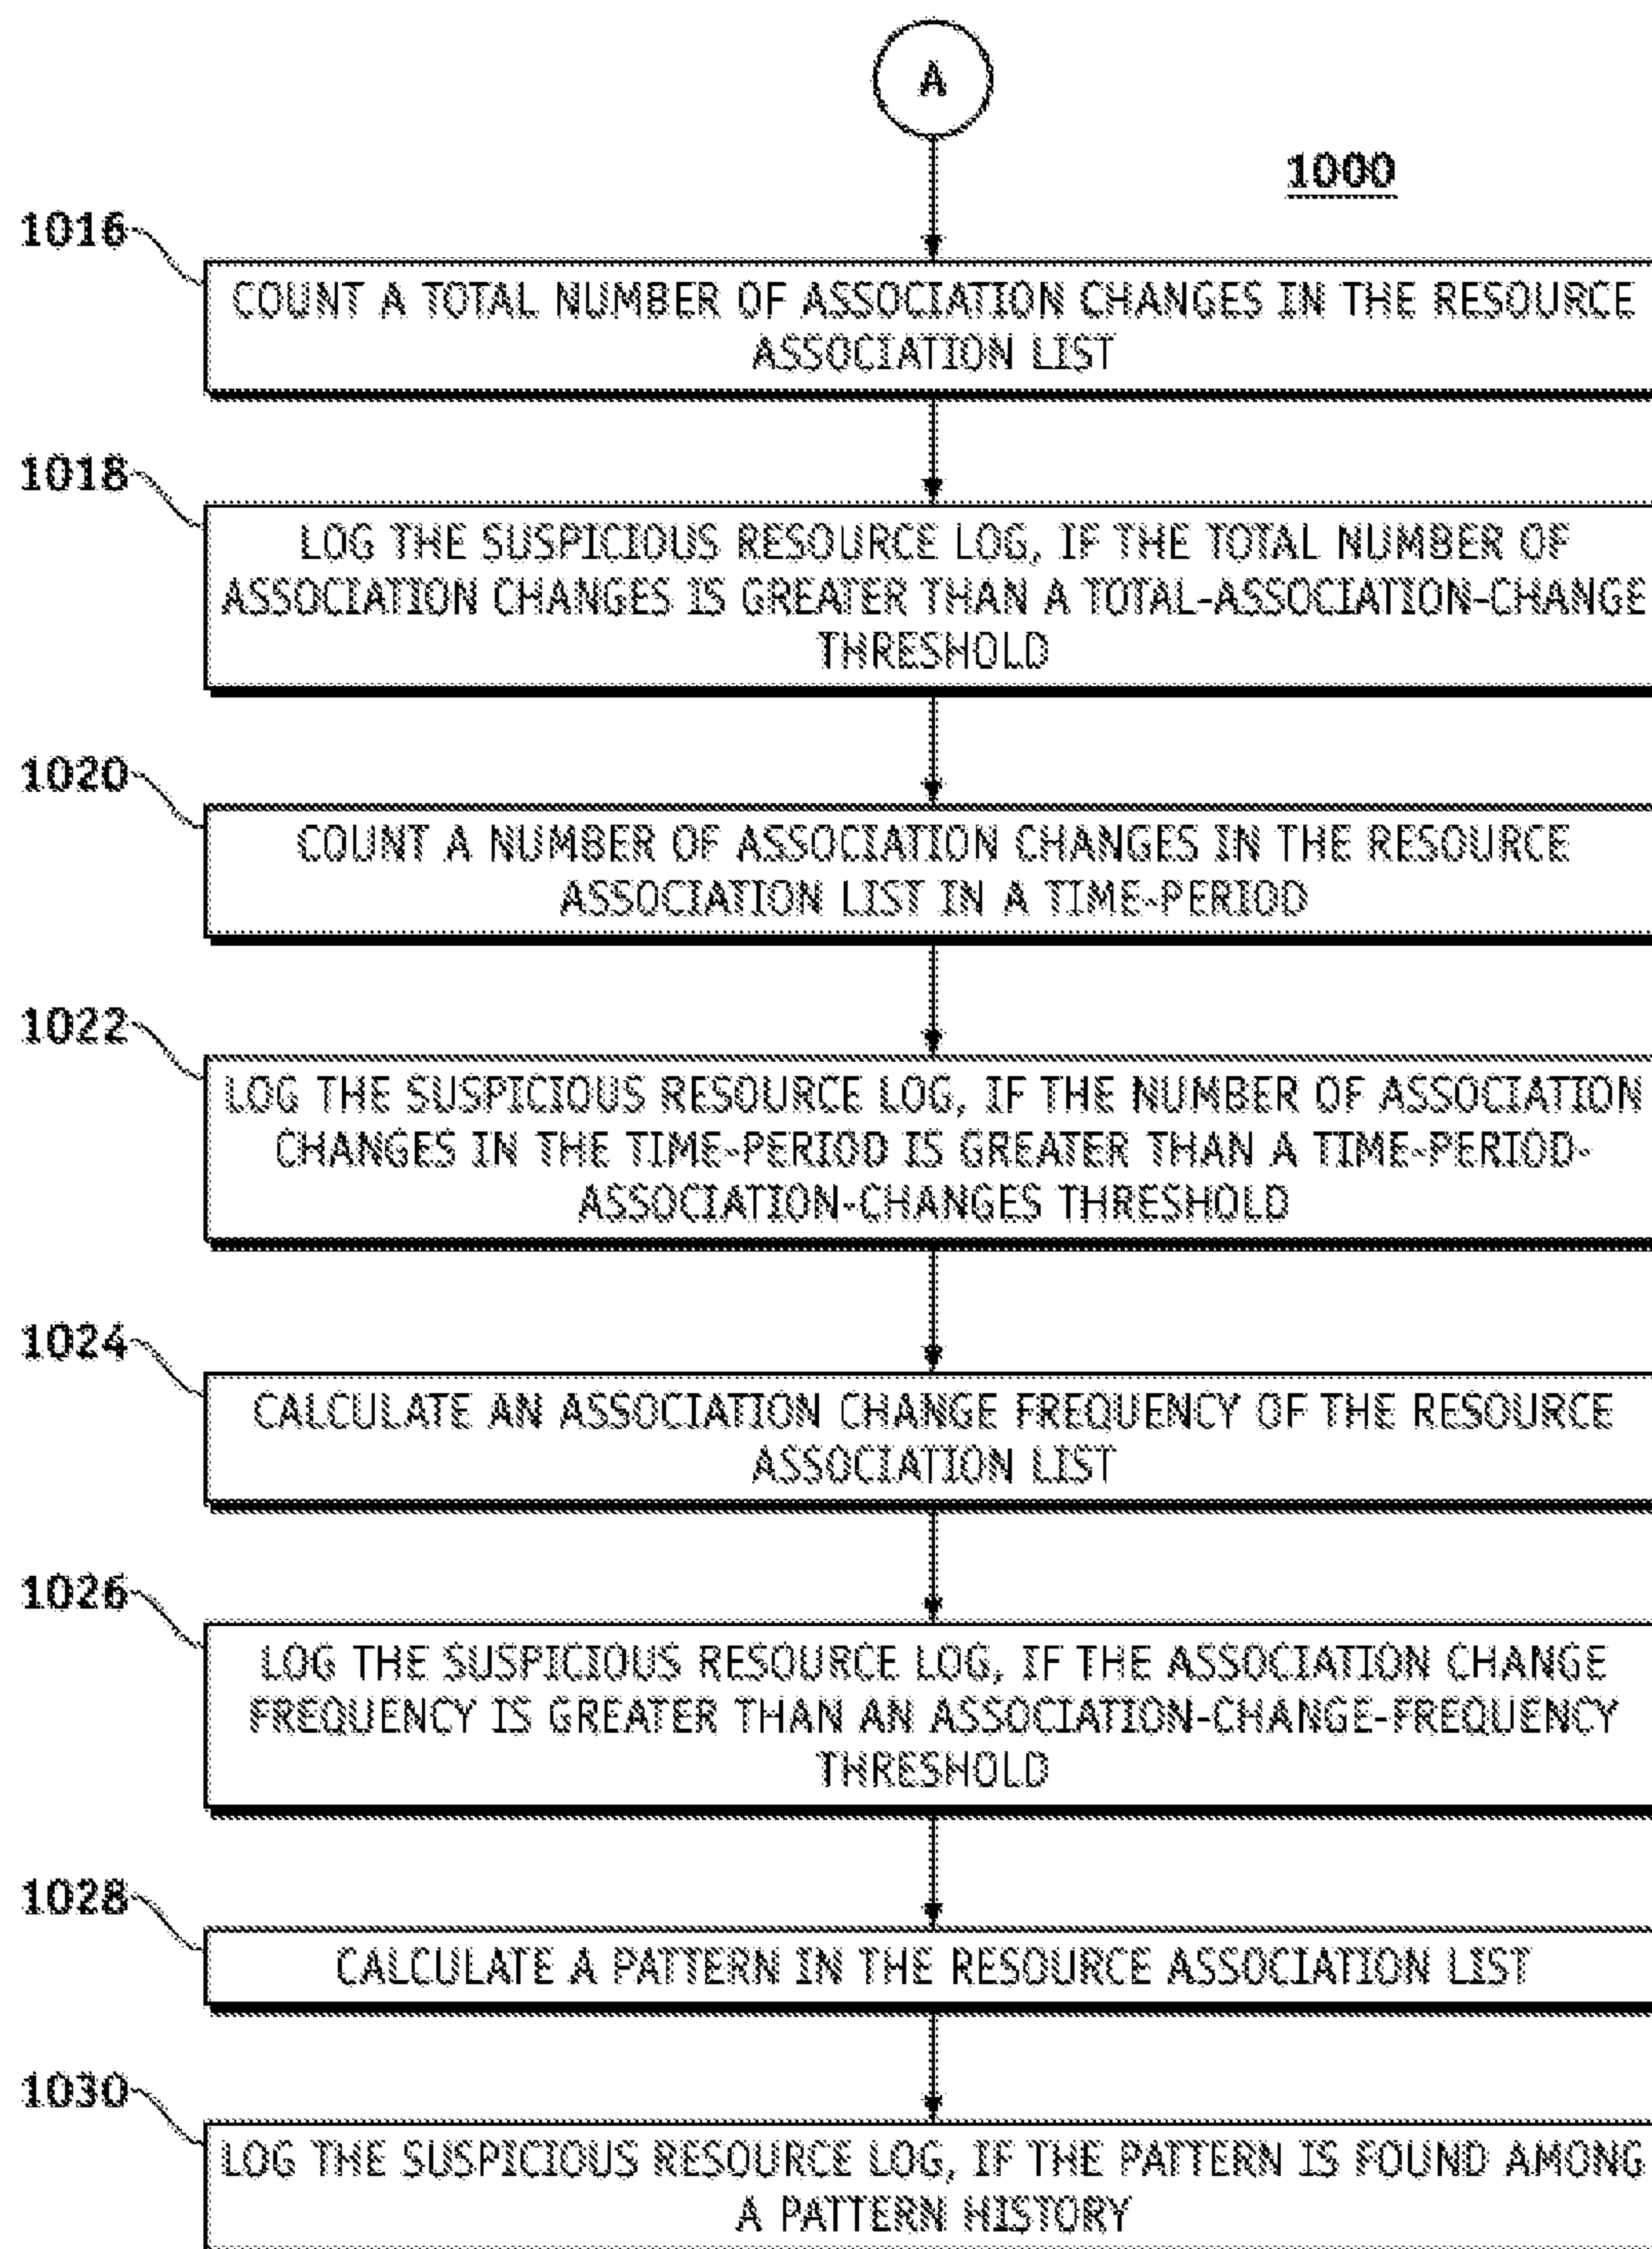 A
1000
1016
COUNT A TOTAL NUMBER OF ASSOCIATION CHANGES IN THE RESOURCE
ASSOCIATION LIST
1018
LOG THE SUSPICIOUS RESOURCE LOG, IF THE TOTAL NUMBER OF
ASSOCIATION CHANGES IS GREATER THAN A TOTAL-ASSOCIATION-CHANGE
THRESHOLD
1020
COUNT A NUMBER OF ASSOCIATION CHANGES IN THE RESOURCE
ASSOCIATION LIST IN A TIME-PERIOD
1022
LOG THE SUSPICIOUS RESOURCE LOG, IF THE NUMBER OF ASSOCIATION
CHANGES IN THE TIME-PERIOD IS GREATER THAN A TIME-PERIOD-
ASSOCIATION-CHANGES THRESHOLD
1024
CALCULATE AN ASSOCIATION CHANGE FREQUENCY OF THE RESOURCE
ASSOCIATION LIST
1026
LOG THE SUSPICIOUS RESOURCE LOG, IF THE ASSOCIATION CHANGE
FREQUENCY IS GREATER THAN AN ASSOCIATION-CHANGE-FREQUENCY
THRESHOLD
1028
CALCULATE A PATTERN IN THE RESOURCE ASSOCIATION LIST
1030
LOG THE SUSPICIOUS RESOURCE LOG, IF THE PATTERN IS FOUND AMONG
A PATTERN HISTORY